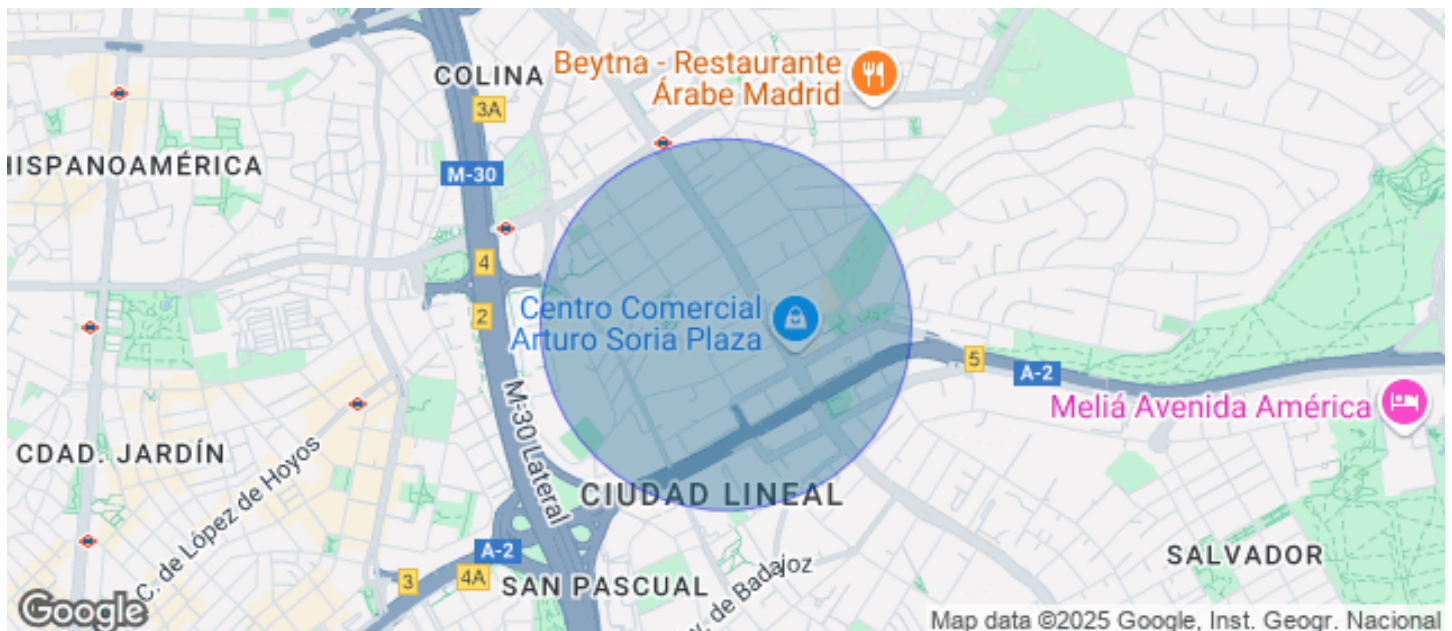 COLINA
Beytna - Restaurante
Árabe Madrid
3A
HISPANOAMÉRICA
M-30
4
2
Centro Comercial
Arturo Soria Plaza
5
A-2
Meliá Avenida América
M-30 Lateral
CDAD. JARDÍN
C. de López de Hoyos
CIUDAD LINEAL
A-2
SALVADOR
3
4A
SAN PASCUAL
v. de Badajoz
Google
Map data ©2025 Google, Inst. Geogr. Nacional